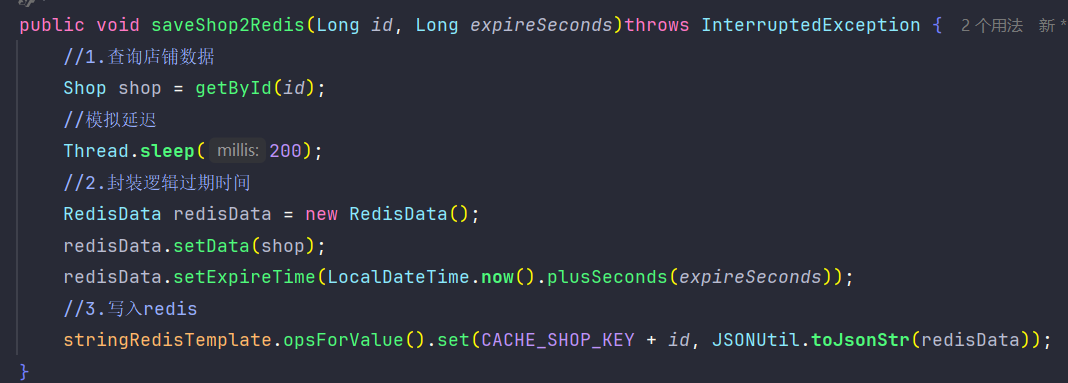 public void saveShop2Redis(Long id, Long expireSeconds)throws InterruptedException {  2 个用法  新 *
//1.查询店铺数据
Shop shop = getById(id);
//模拟延迟
Thread.sleep( millis: 200);
//2.封装逻辑过期时间
RedisData redisData = new RedisData();
redisData.setData(shop);
redisData.setExpireTime(LocalDateTime.now().plusSeconds(expireSeconds));
//3.写入redis
stringRedisTemplate.opsForValue().set(CACHE_SHOP_KEY + id, JSONUtil.toJsonStr(redisData));
}